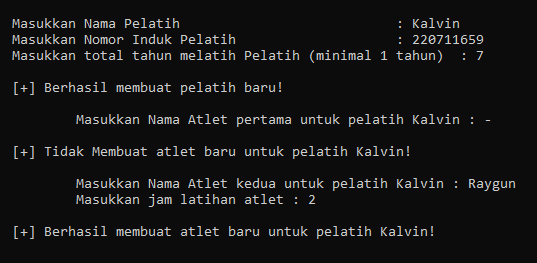 Masukkan Nama Pelatih : Kalvin
Masukkan Nomor Induk Pelatih : 220711659
Masukkan total tahun melatih Pelatih (minimal 1 tahun) : 7
[+] Berhasil membuat pelatih baru!
Masukkan Nama Atlet pertama untuk pelatih Kalvin : -
[+] Tidak Membuat atlet baru untuk pelatih Kalvin!
Masukkan Nama Atlet kedua untuk pelatih Kalvin : Raygun
Masukkan jam latihan atlet : 2
[+] Berhasil membuat atlet baru untuk pelatih Kalvin!